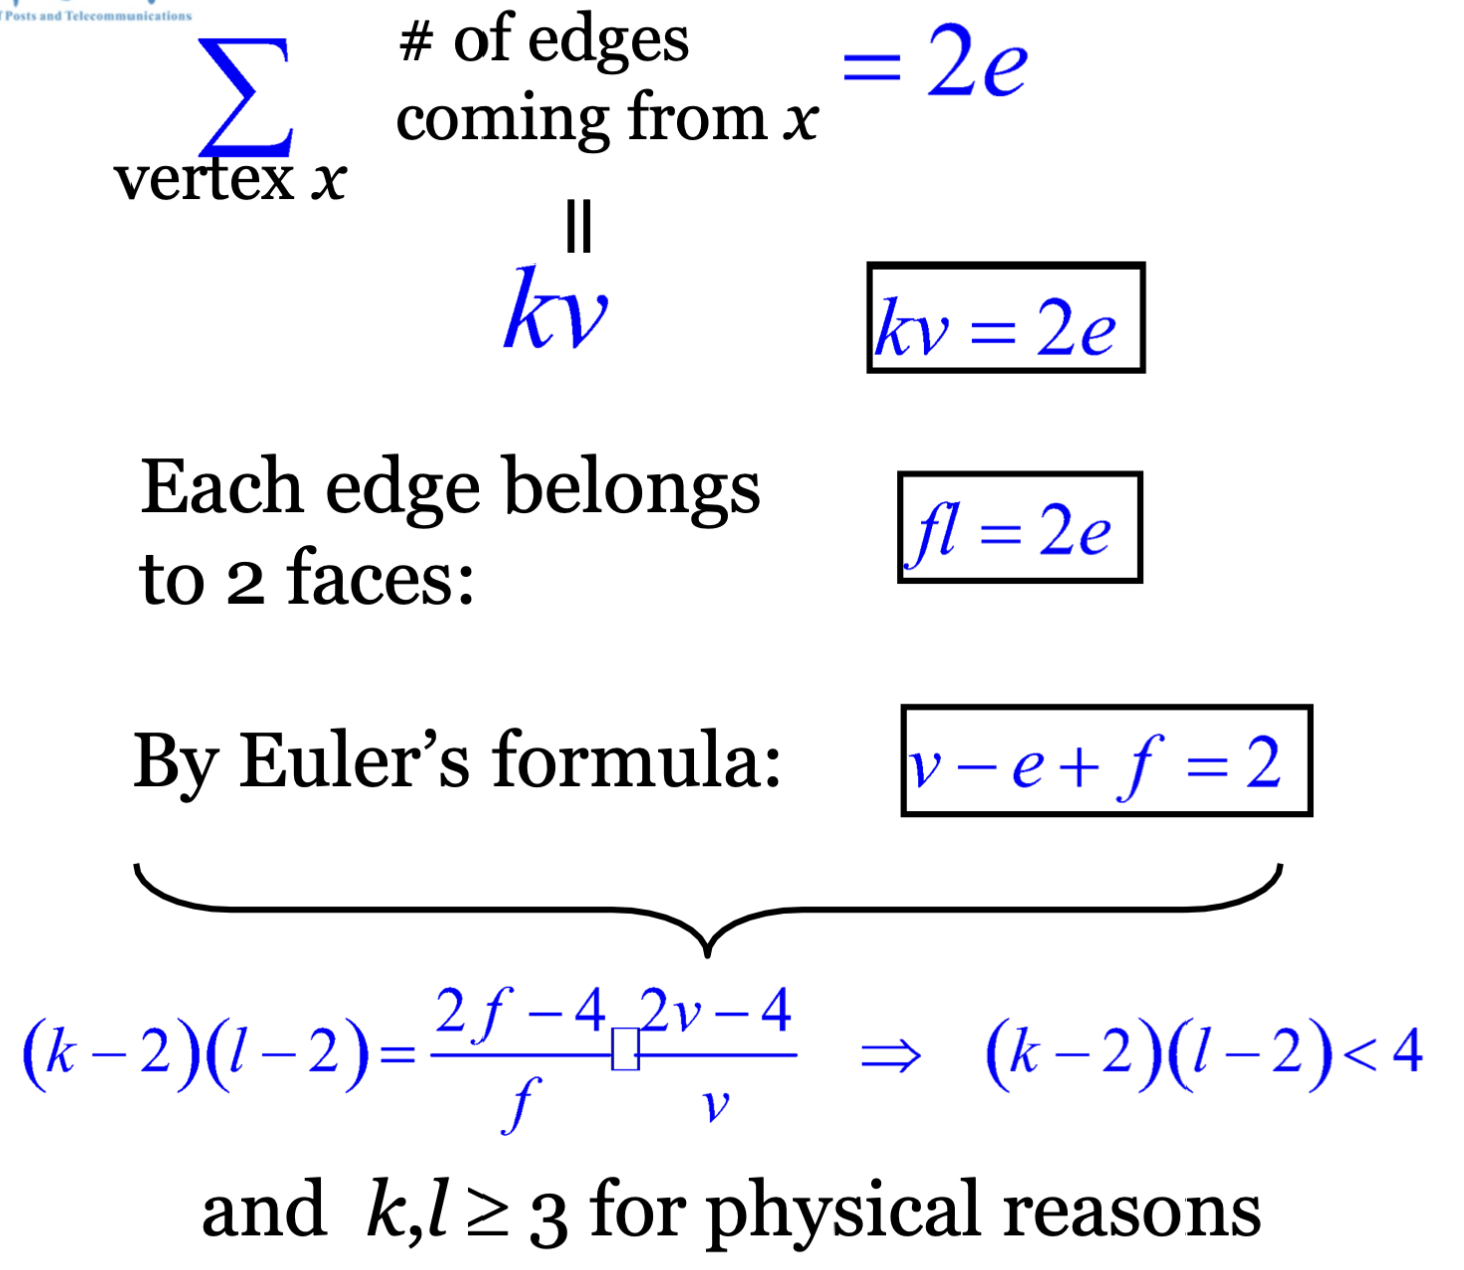 f Posts and Telecommunications
∑ # of edges = 2e
coming from x
vertex x
||
kv
kv = 2e
Each edge belongs
to 2 faces:
fl = 2e
By Euler’s formula:
v − e + f = 2
(k − 2)(l − 2) = \frac{2f − 4}{f}□\frac{2v − 4}{v} ⇒ (k − 2)(l − 2) < 4
and k,l ≥ 3 for physical reasons